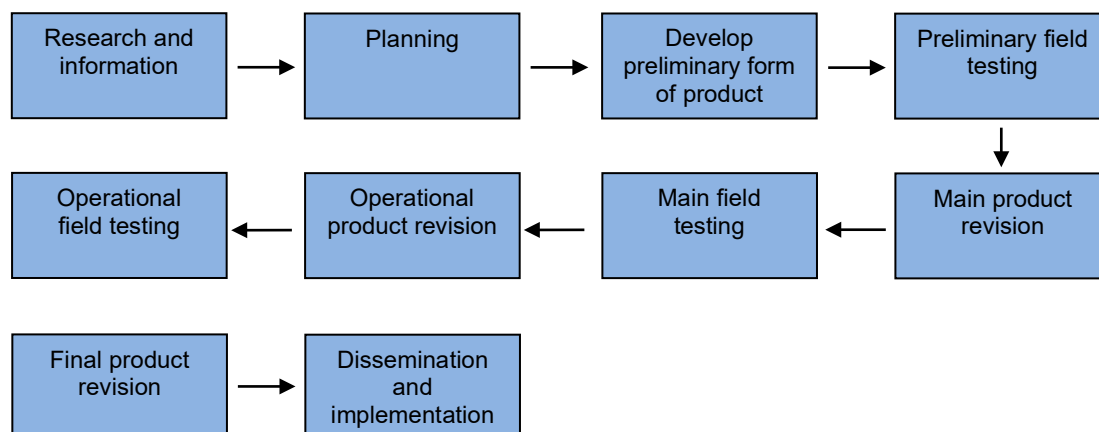 Research and
information
Planning
Develop
preliminary form
of product
Preliminary field
testing
Main product
revision
Main field
testing
Operational
product revision
Operational
field testing
Final product
revision
Dissemination
and
implementation